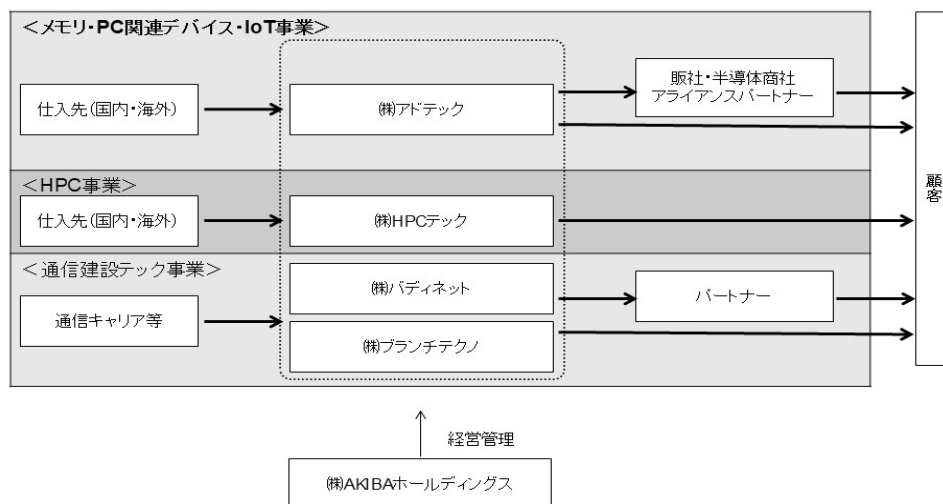 ＜メモリ・PC関連デバイス・IoT事業＞
仕入先（国内・海外）
㈱アドテック
販社・半導体商社
アライアンスパートナー
顧客
＜HPC事業＞
仕入先（国内・海外）
㈱HPCテック
＜通信建設テック事業＞
通信キャリア等
㈱バディネット
㈱ブランチテクノ
パートナー
経営管理
㈱AKIBAホールディングス